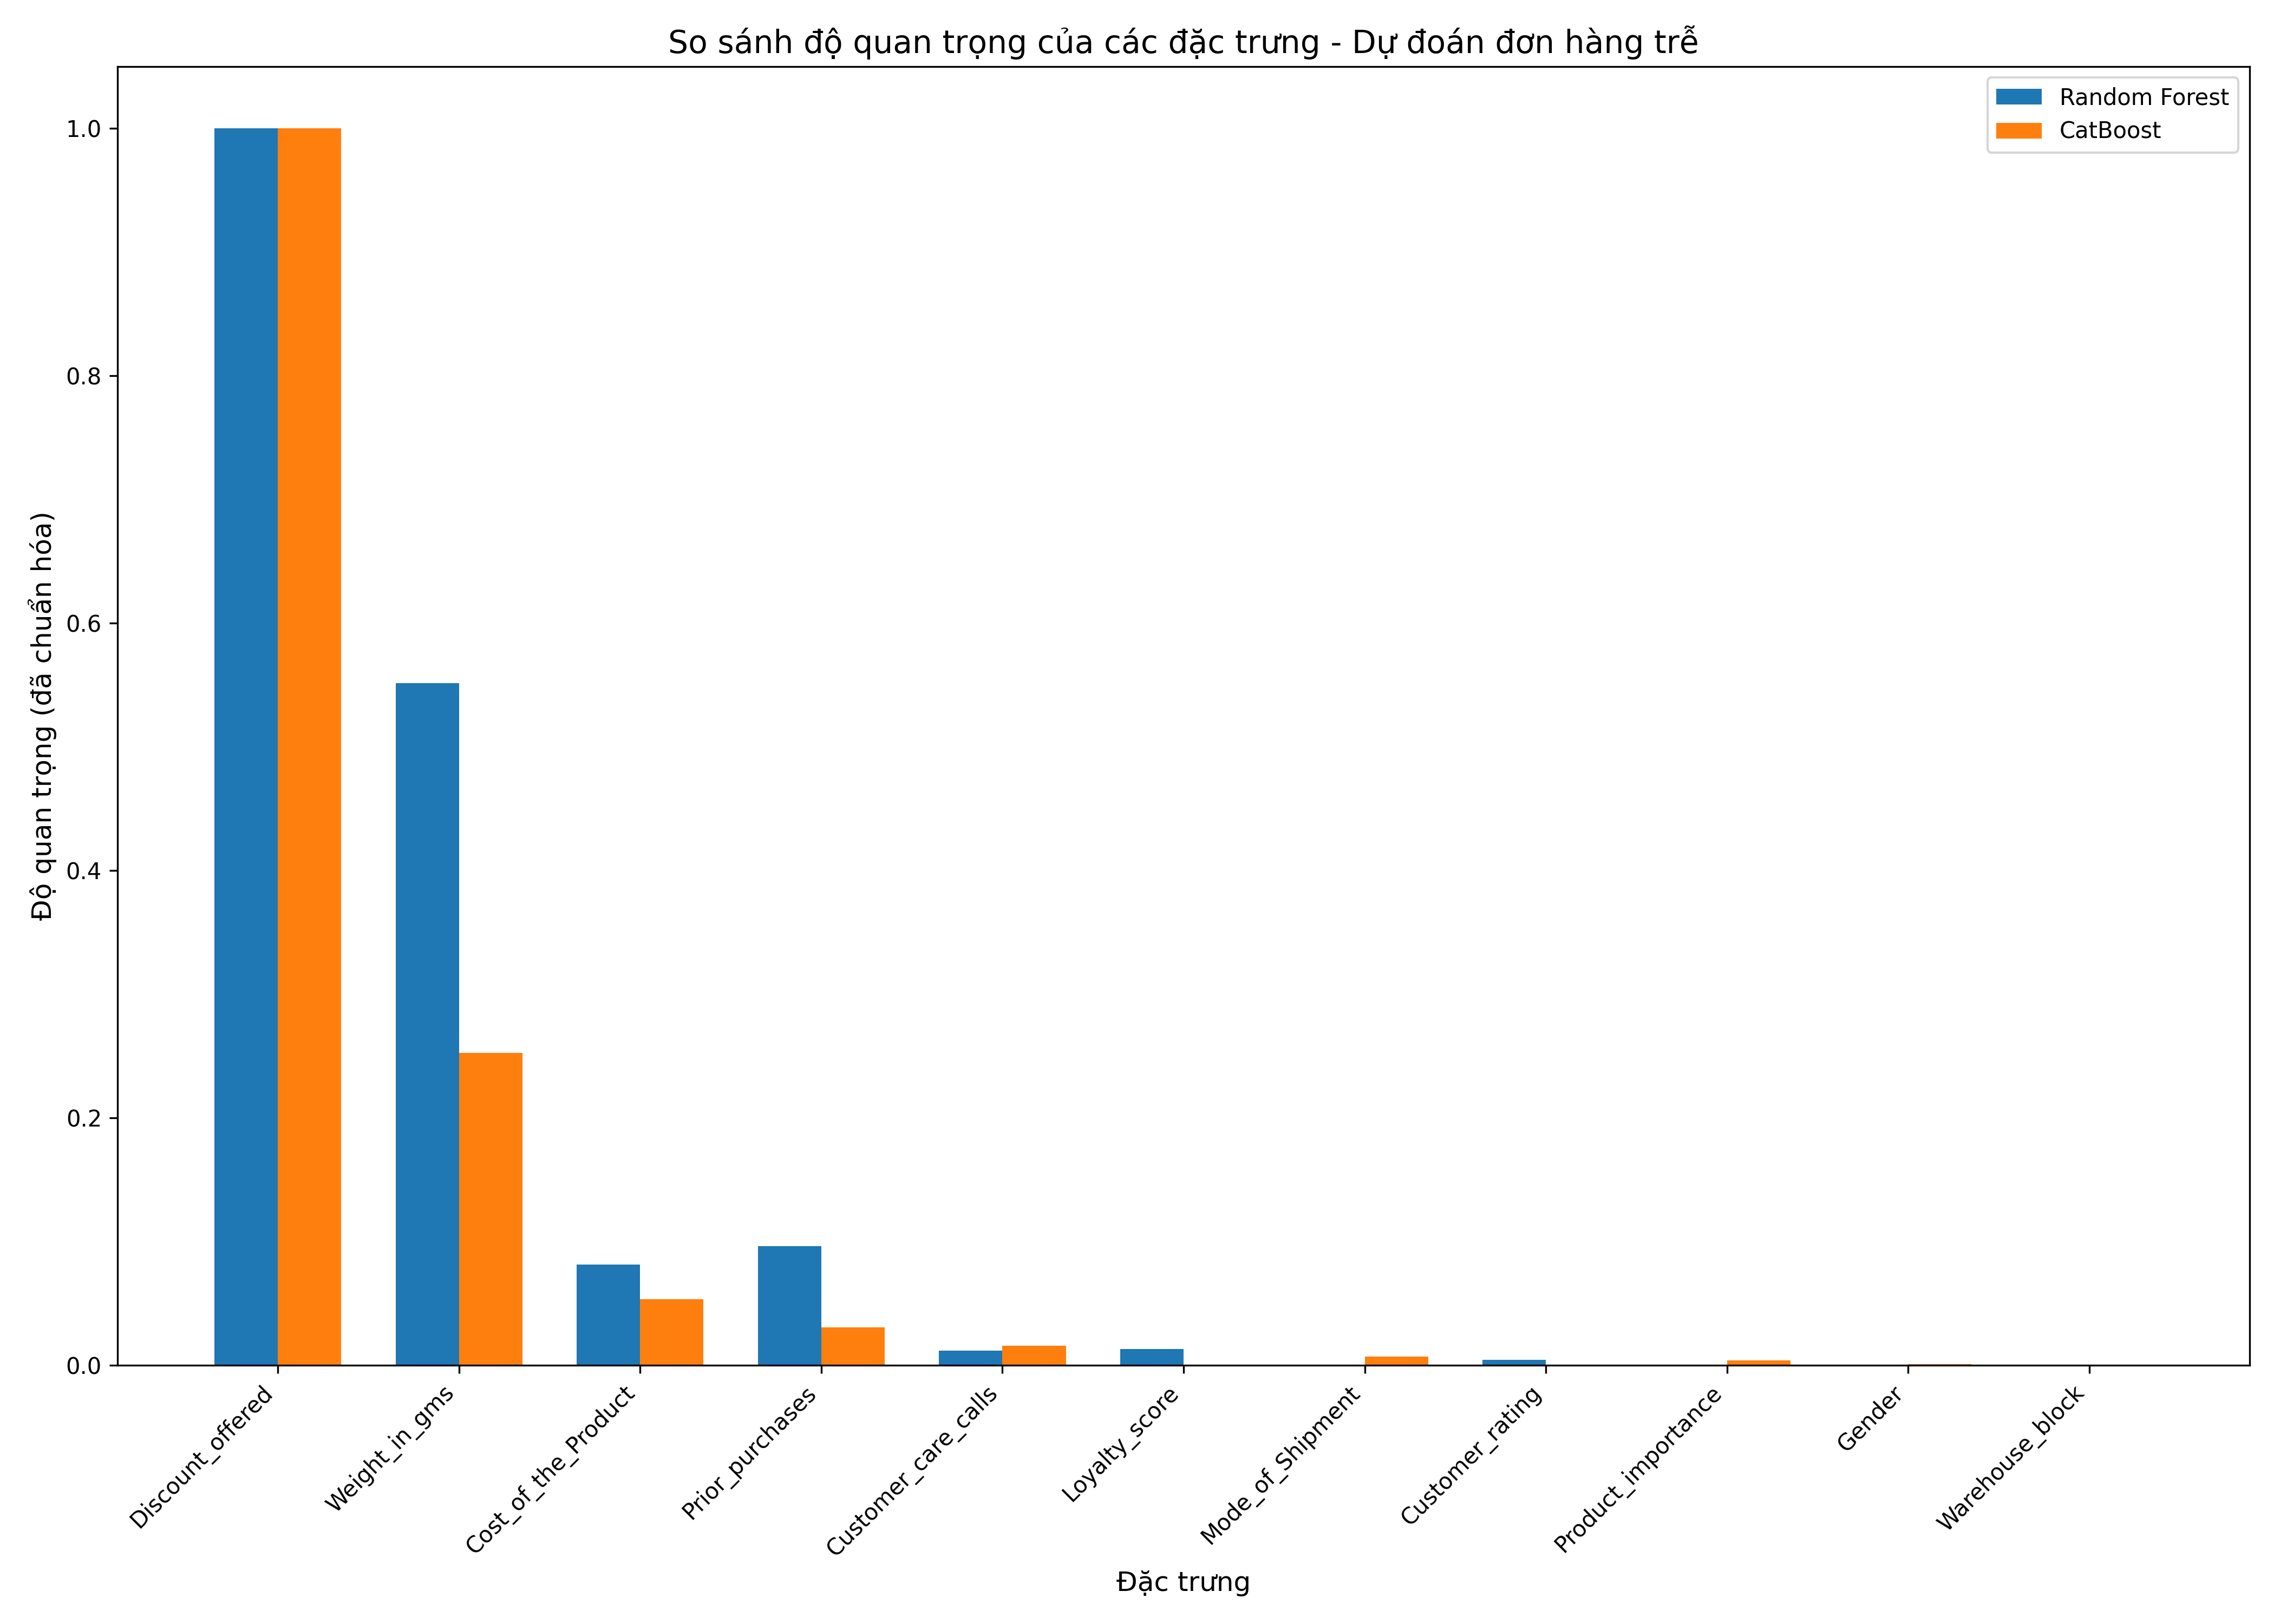 So sánh độ quan trọng của các đặc trưng - Dự đoán đơn hàng trễ
Random Forest
CatBoost
Độ quan trọng (đã chuẩn hóa)
1.0
0.8
0.6
0.4
0.2
0.0
Discount_offered
Weight_in_gms
Cost_of_the_Product
Prior_purchases
Customer_care_calls
Loyalty_score
Mode_of_Shipment
Customer_rating
Product_importance
Gender
Warehouse_block
Đặc trưng